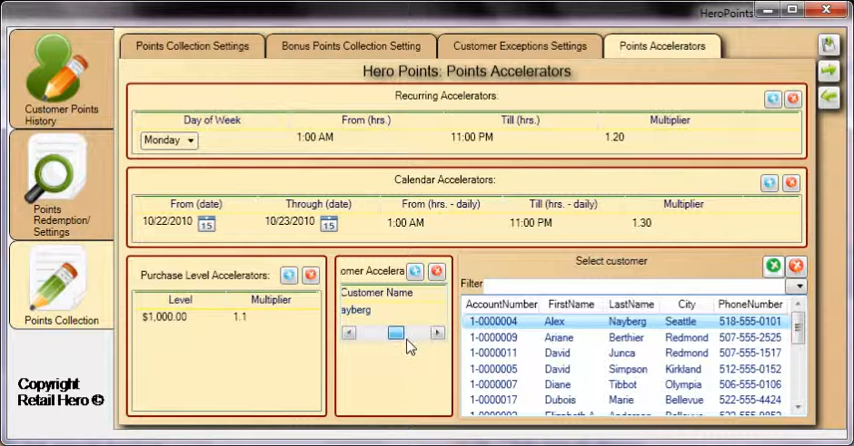 HeroPoints
Points Collection Settings
Bonus Points Collection Setting
Customer Exceptions Settings
Points Accelerators
Hero Points: Points Accelerators
Customer Points
History
Points
Redemption/
Settings
Points Collection
Copyright
Retail Hero ©
Recurring Accelerators
Day of Week From (hrs.) Till (hrs.) Multiplier
Monday 1:00 AM 11:00 PM 1.20
Calendar Accelerators:
From (date) Through (date) From (hrs. - daily) Till (hrs. - daily) Multiplier
10/22/2010 15 10/23/2010 15 1:00 AM 11:00 PM 1.30
Purchase Level Accelerators:
Level Multiplier
$1,000.00 1.1
omer Accelera
Customer Name
ayberg
Select customer
Filter
AccountNumber FirstName LastName City PhoneNumber
1-0000004 Alex Nayberg Seattle 518-555-0101
1-0000009 Ariane Berthier Redmond 507-555-2525
1-0000011 David Junca Redmond 507-555-1517
1-0000005 David Simpson Kirkland 512-555-0152
1-0000007 Diane Tibbot Olympia 506-555-0106
1-0000017 Dubois Marie Bellevue 522-555-4424